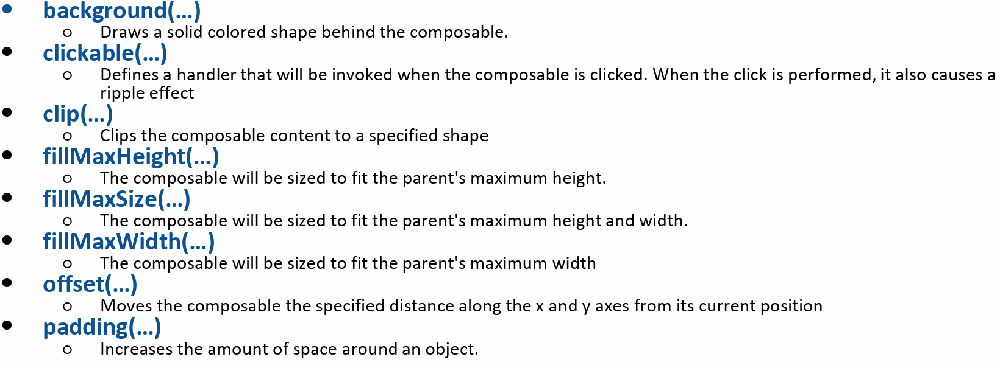 • background(...)
o Draws a solid colored shape behind the composable.
• clickable(...)
o Defines a handler that will be invoked when the composable is clicked. When the click is performed, it also causes a
ripple effect
• clip(...)
o Clips the composable content to a specified shape
• fillMaxHeight(...)
o The composable will be sized to fit the parent's maximum height.
• fillMaxSize(...)
o The composable will be sized to fit the parent's maximum height and width.
• fillMaxWidth(...)
o The composable will be sized to fit the parent's maximum width
• offset(...)
o Moves the composable the specified distance along the x and y axes from its current position
• padding(...)
o Increases the amount of space around an object.